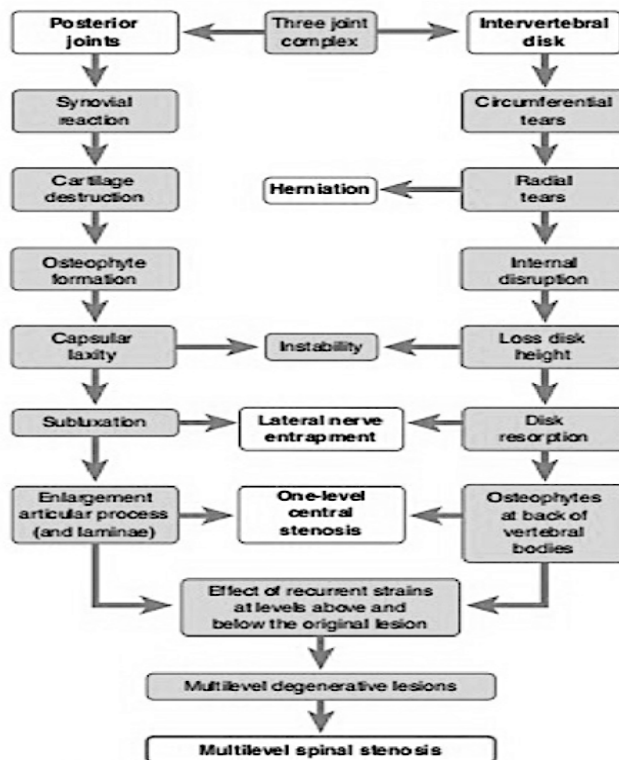 Posterior
joints
Three joint
complex
Intervertebral
disk
Synovial
reaction
Circumferential
tears
Cartilage
destruction
Herniation
Radial
tears
Osteophyte
formation
Internal
disruption
Capsular
laxity
Instability
Loss disk
height
Subluxation
Lateral nerve
entrapment
Disk
resorption
Enlargement
articular process
(and laminae)
One-level
central
stenosis
Osteophytes
at back of
vertebral
bodies
Effect of recurrent strains
at levels above and
below the original lesion
Multilevel degenerative lesions
Multilevel spinal stenosis